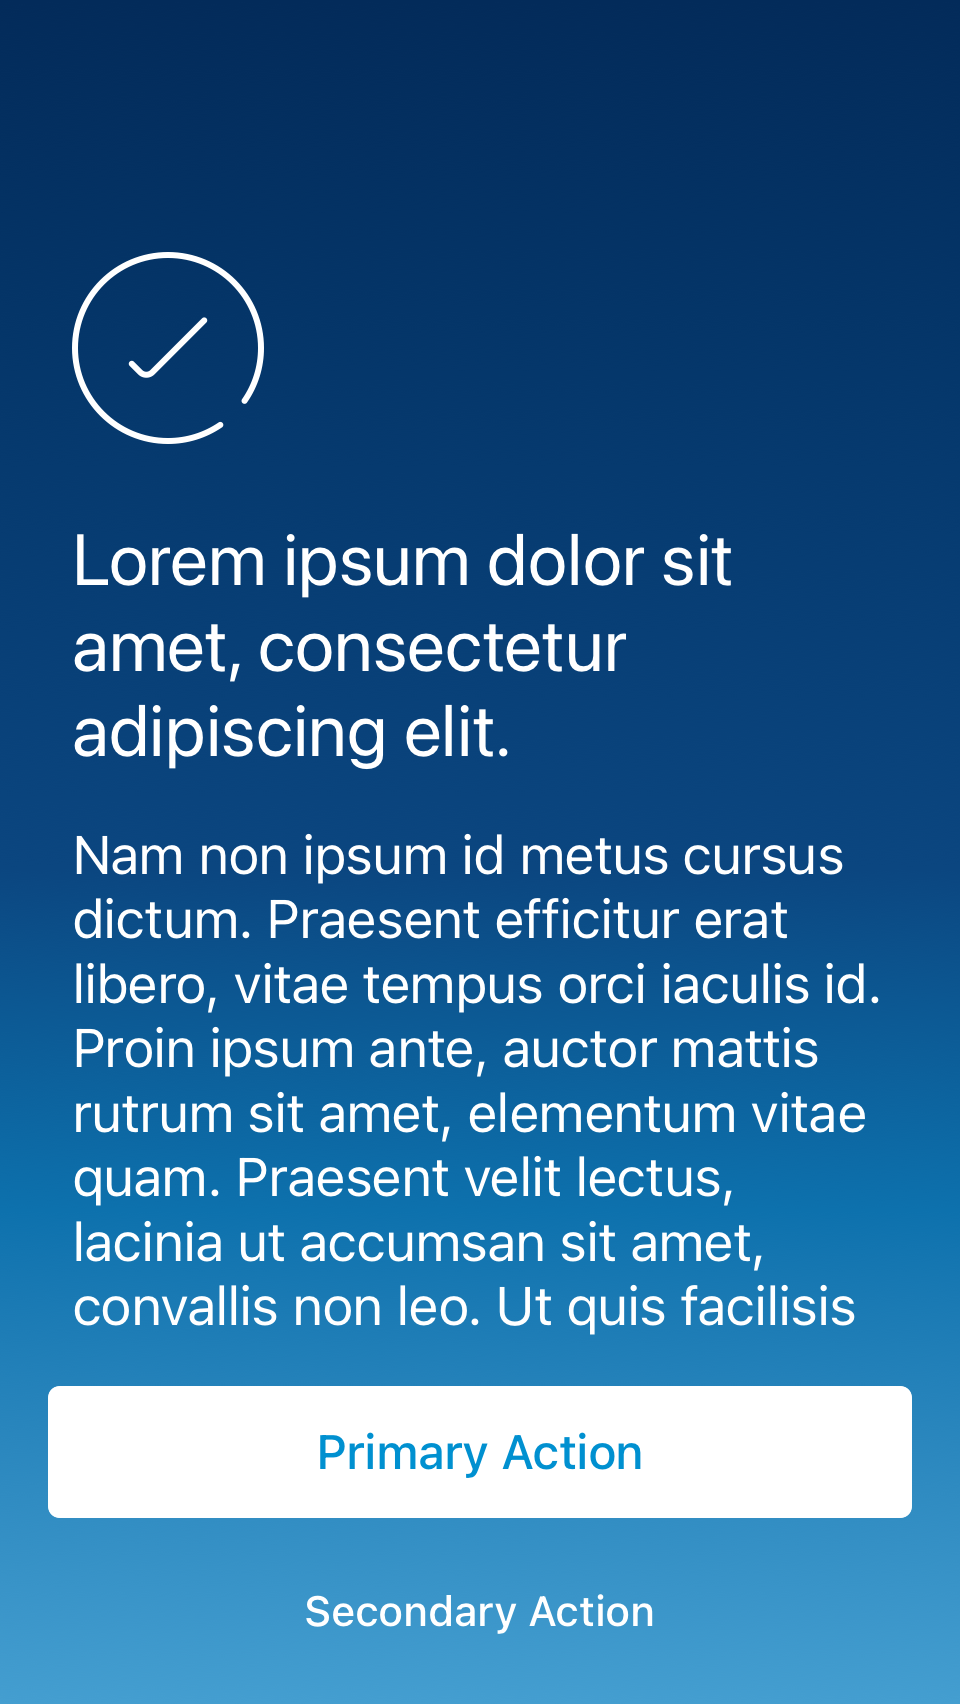 Lorem ipsum dolor sit
amet, consectetur
adipiscing elit.
Nam non ipsum id metus cursus
dictum. Praesent efficitur erat
libero, vitae tempus orci iaculis id.
Proin ipsum ante, auctor mattis
rutrum sit amet, elementum vitae
quam. Praesent velit lectus,
lacinia ut accumsan sit amet,
convallis non leo. Ut quis facilisis
Primary Action
Secondary Action